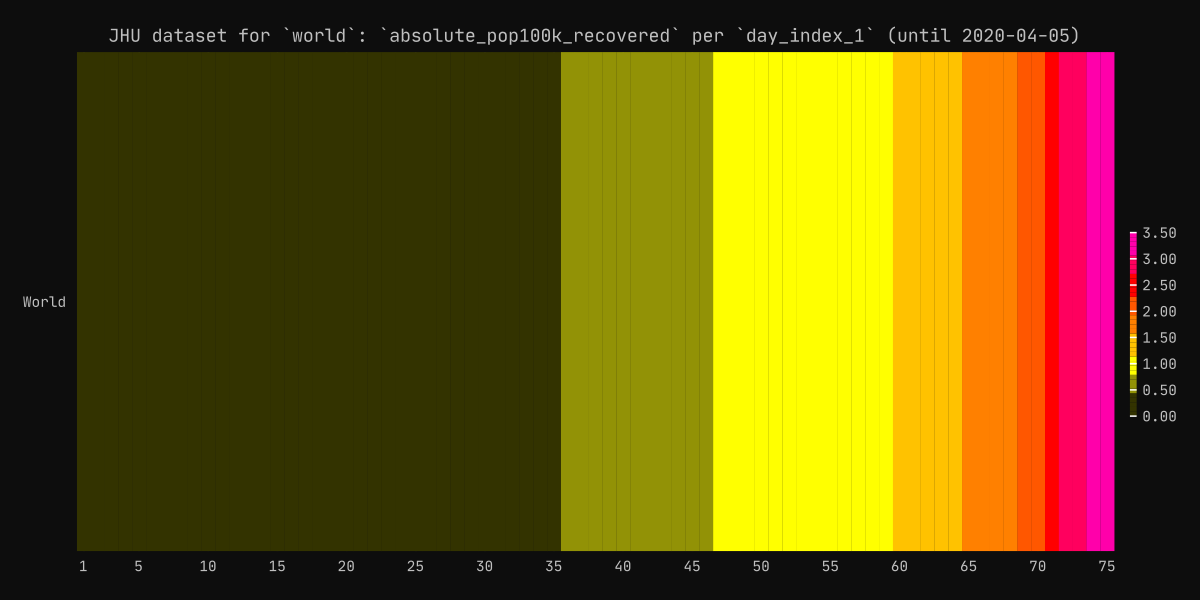 JHU dataset for `world`: `absolute_pop100k_recovered` per `day_index_1` (until 2020-04-05)
3.50
3.00
2.50
World
2.00
1.50
1.00
0.50
0.00
1 5 10 15 20 25 30 35 40 45 50 55 60 65 70 75